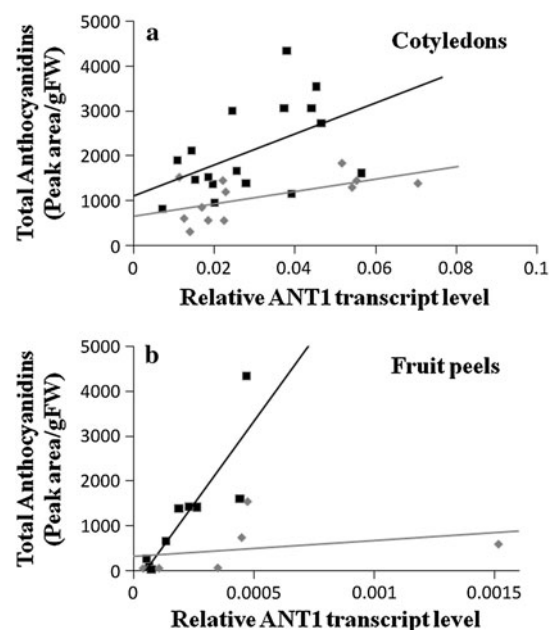 a
Cotyledons
Total Anthocyanidins
(Peak area/gFW)
5000
4000
3000
2000
1000
0
0
0.02
0.04
0.06
0.08
0.1
Relative ANT1 transcript level
b
Fruit peels
Total Anthocyanidins
(Peak area/gFW)
5000
4000
3000
2000
1000
0
0
0.0005
0.001
0.0015
Relative ANT1 transcript level